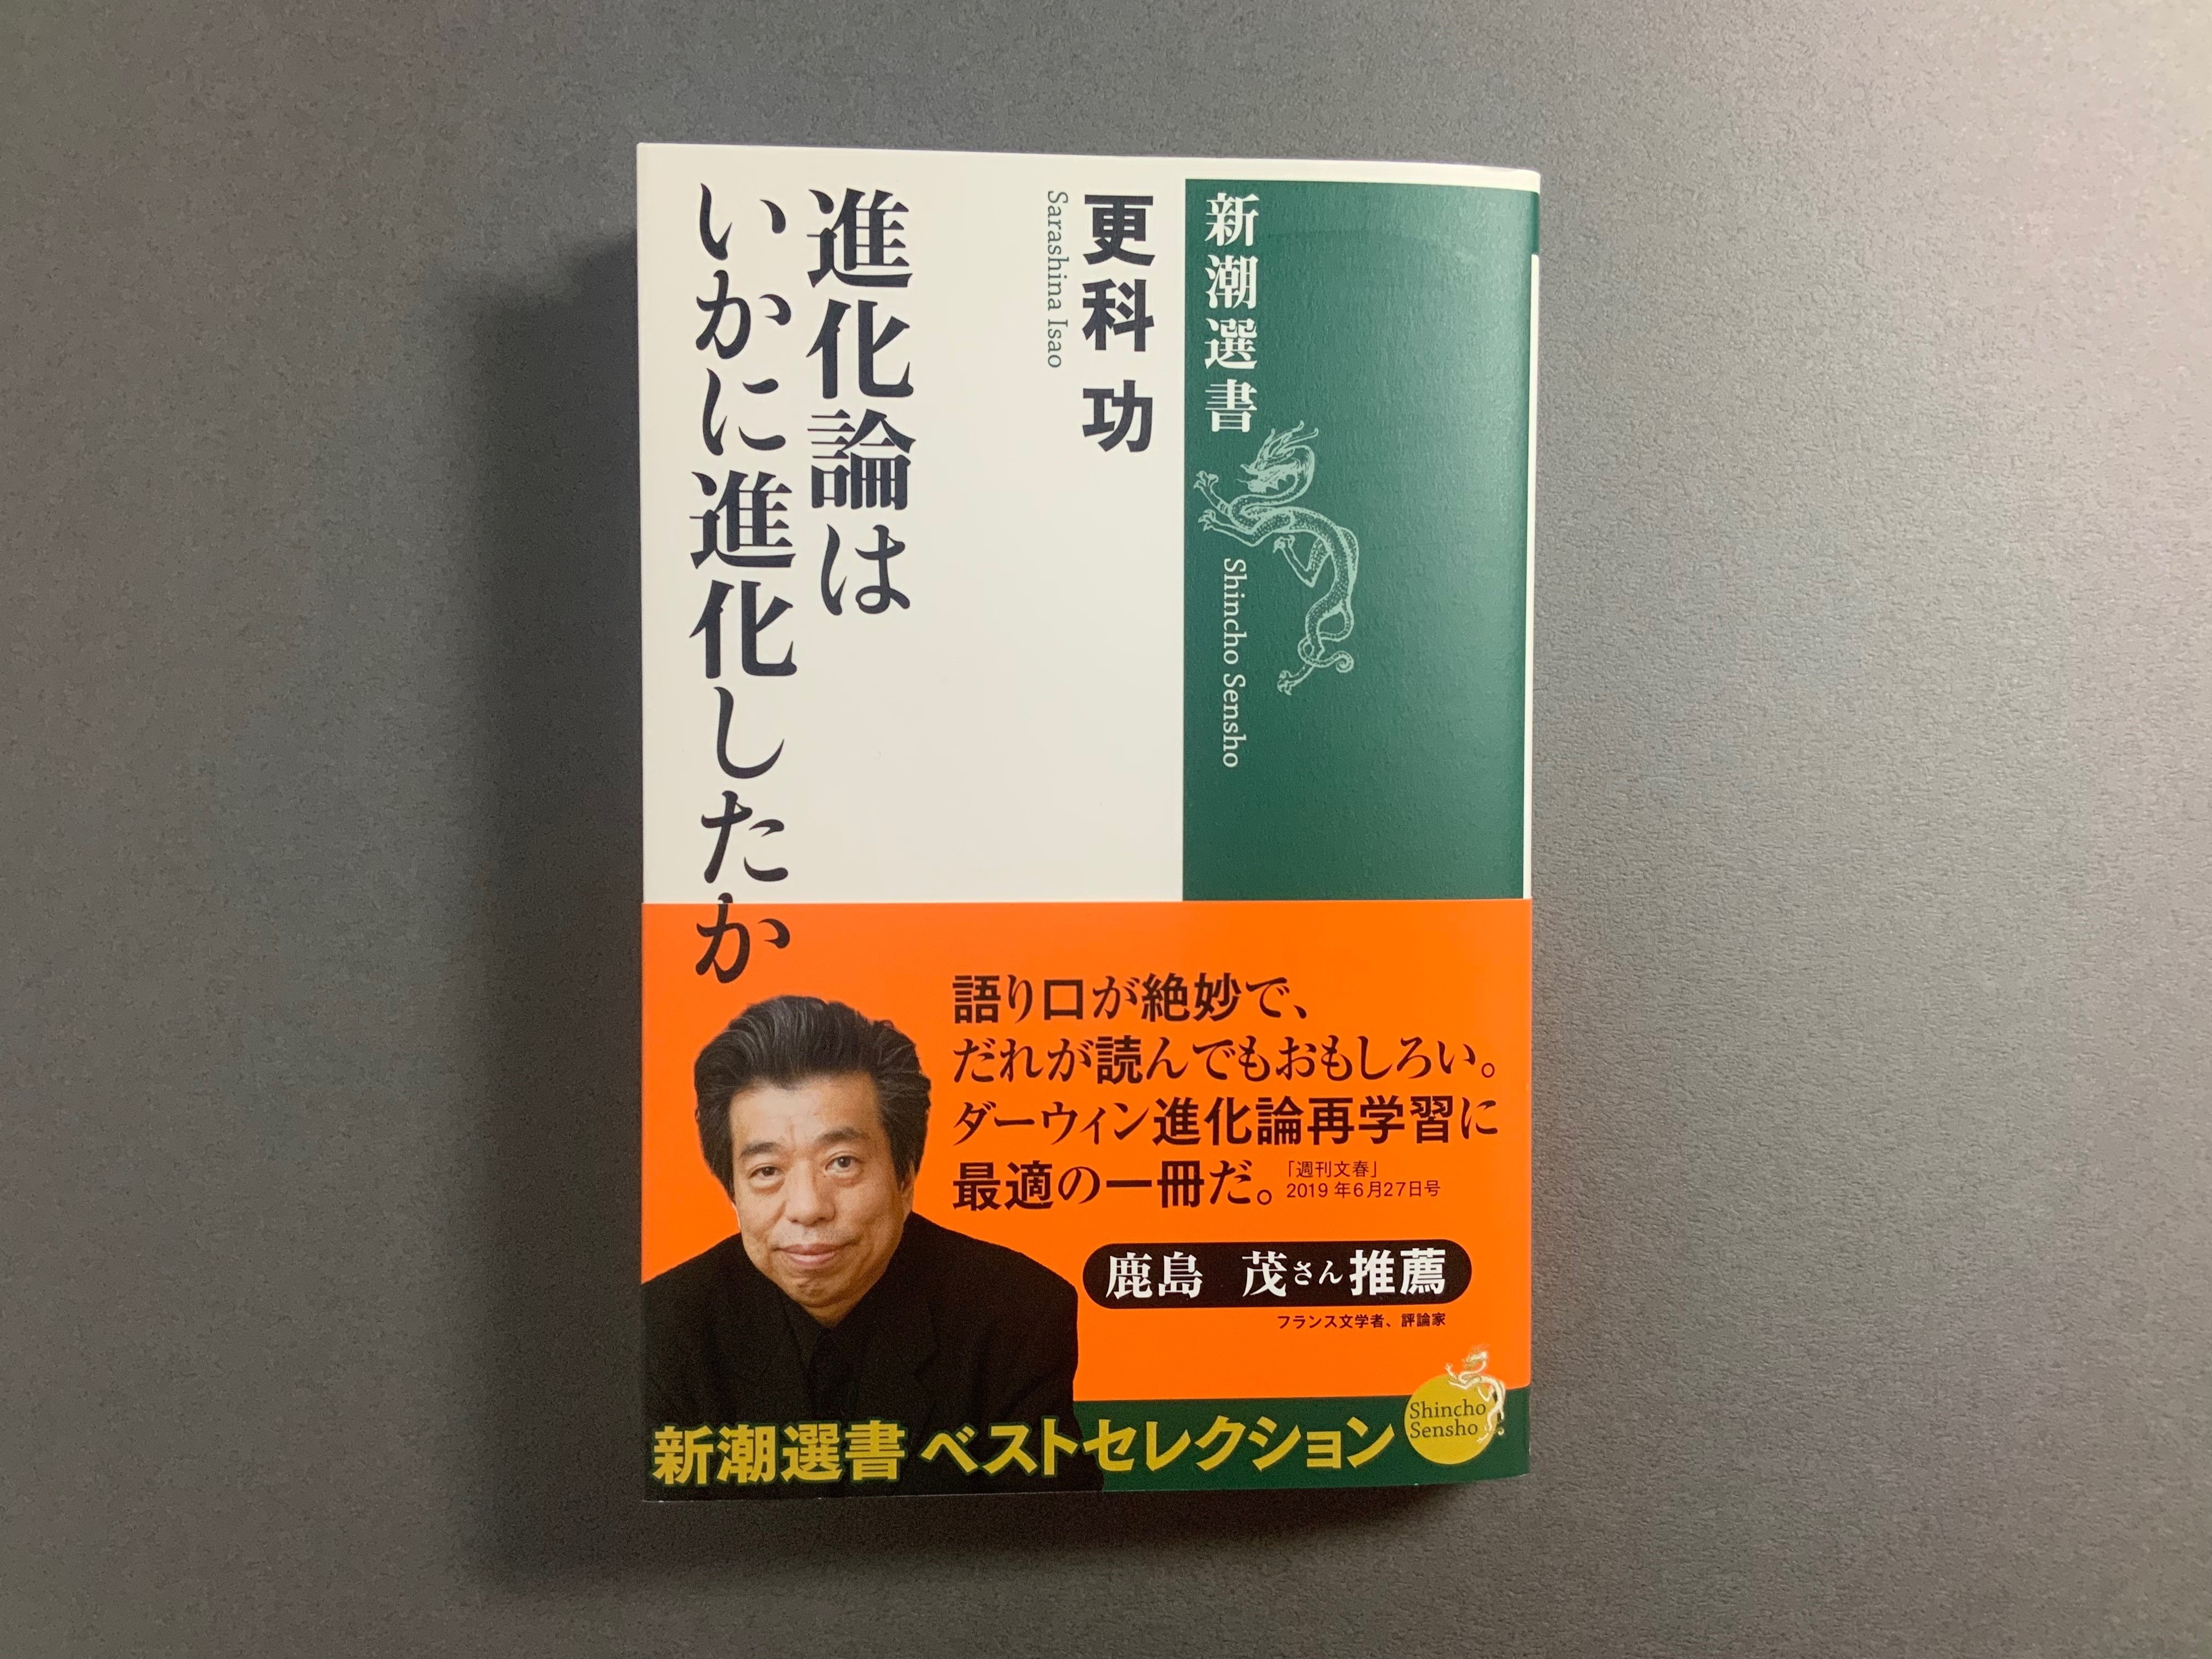 新潮選書
Shincho Sensho
更科 功
Sarashina Isao
進化論は
いかに進化したか
語り口が絶妙で、
だれが読んでもおもしろい。
ダーウィン進化論再学習に
最適の一冊だ。
「週刊文春」
2019年6月27日号
鹿島 茂さん推薦
フランス文学者、評論家
新潮選書 ベストセレクション
Shincho
Sensho